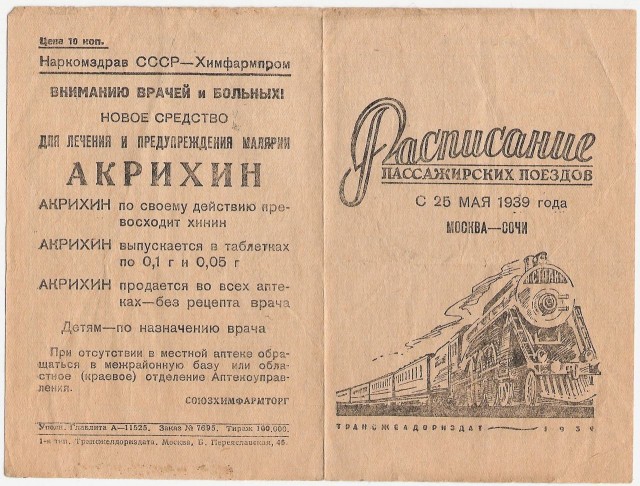 Цена 10 коп.
Наркомздрав СССР—Химфармпром
ВНИМАНИЮ ВРАЧЕЙ и БОЛЬНЫХ!
НОВОЕ СРЕДСТВО
ДЛЯ ЛЕЧЕНИЯ И ПРЕДУПРЕЖДЕНИЯ МАЛЯРИИ
АКРИХИН
АКРИХИН по своему действию пре-
восходит хинин
АКРИХИН выпускается в таблетках
по 0,1 г и 0,05 г
АКРИХИН продается во всех апте-
ках—без рецепта врача
Детям—по назначению врача
При отсутствии в местной аптеке обра-
щаться в межрайонную базу или обла-
стное (краевое) отделение Аптекоуправ-
ления.
СОЮЗХИМФАРМТОРГ
Уполн. Главлита А—11525. Заказ № 7695. Тираж 100,000.
1-я тип. Трансжелдориздата, Москва, Б. Переяславская, 46.
Расписание
ПАССАЖИРСКИХ ПОЕЗДОВ
С 25 МАЯ 1939 года
МОСКВА—СОЧИ
И.СТАЛИН
ТРАНСЖЕЛДОРИЗДАТ — 1939